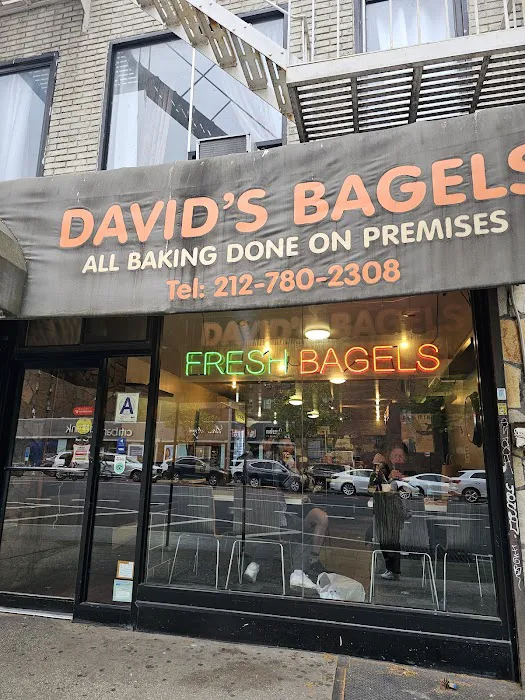 DAVID'S BAGELS
ALL BAKING DONE ON PREMISES
Tel: 212-780-2308
FRESH BAGELS
A